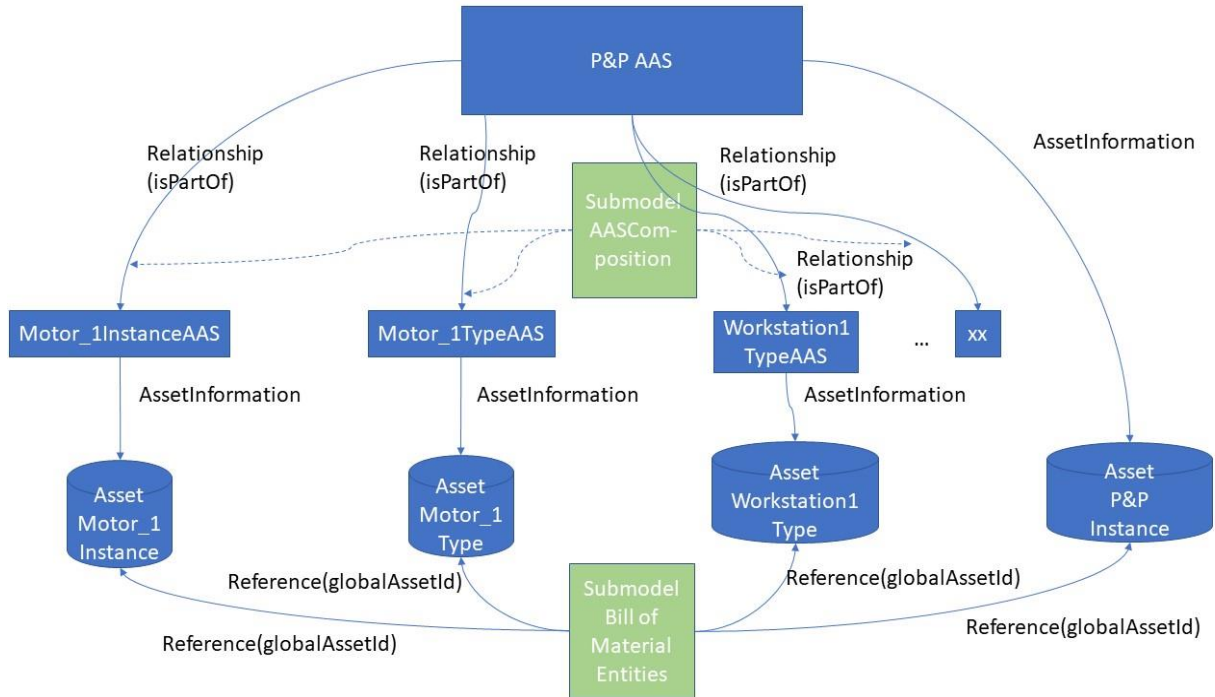 P&P AAS
Relationship
(isPartOf)
Relationship
(isPartOf)
Relationship
(isPartOf)
AssetInformation
Submodel
AASCom-
position
Relationship
(isPartOf)
Motor_1InstanceAAS
Motor_1TypeAAS
Workstation1
TypeAAS
...
xx
AssetInformation
AssetInformation
AssetInformation
Asset
Motor_1
Instance
Asset
Motor_1
Type
Asset
Workstation1
Type
Asset
P&P
Instance
Reference(globalAssetId)
Reference(globalAssetId)
Submodel
Bill of
Material
Entities
Reference(globalAssetId)
Reference(globalAssetId)